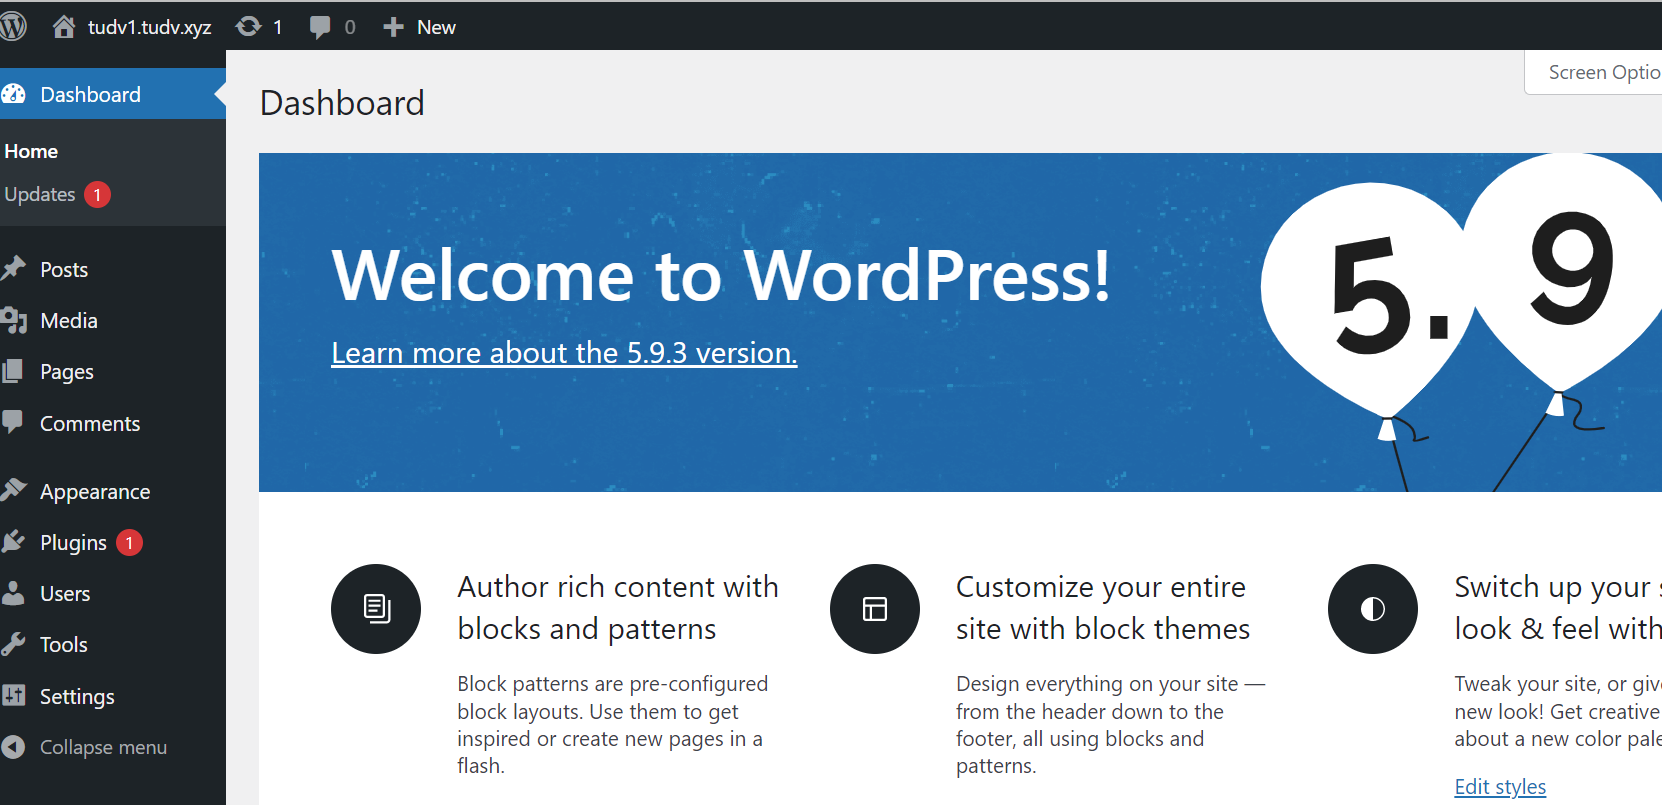 tudv1.tudv.xyz 1 0 New
Screen Optio
Dashboard
Home
Updates 1
Posts
Media
Pages
Comments
Appearance
Plugins 1
Users
Tools
Settings
Collapse menu
Dashboard
Welcome to WordPress!
Learn more about the 5.9.3 version.
5.9
Author rich content with
blocks and patterns
Block patterns are pre-configured
block layouts. Use them to get
inspired or create new pages in a
flash.
Customize your entire
site with block themes
Design everything on your site —
from the header down to the
footer, all using blocks and
patterns.
Switch up your s
look & feel with
Tweak your site, or giv
new look! Get creative
about a new color pale
Edit styles